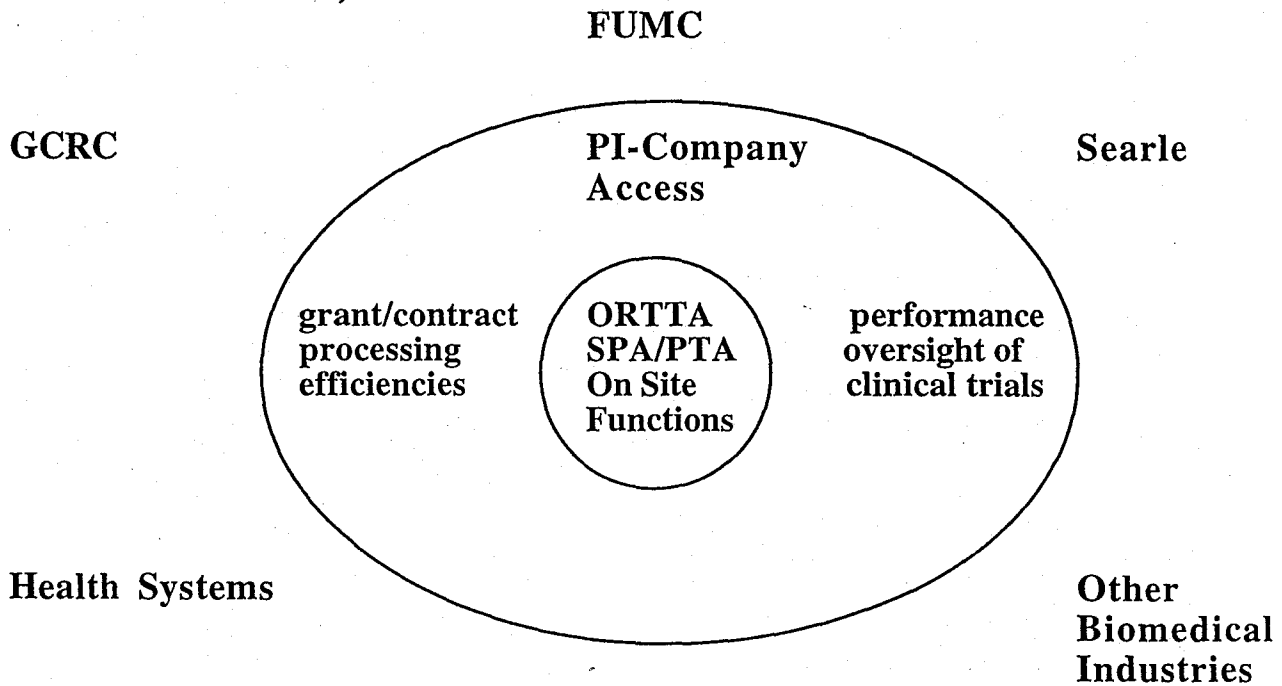 FUMC
GCRC
PI-Company
Access
Searle
grant/contract
processing
efficiencies
ORTTA
SPA/PTA
On Site
Functions
performance
oversight of
clinical trials
Health Systems
Other
Biomedical
Industries